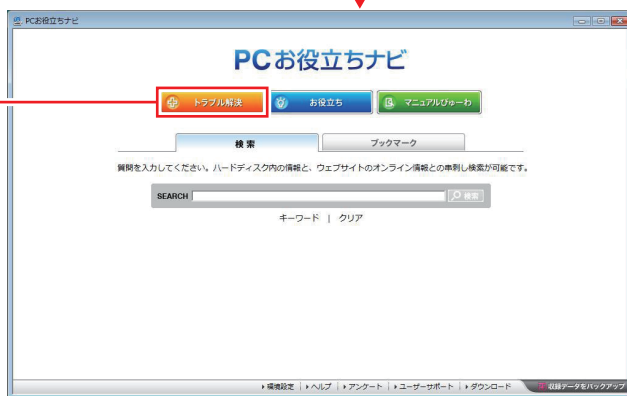 PCお役立ちナビ
PCお役立ちナビ
トラブル解決 お役立ち マニュアルびゅーわ
検索 ブックマーク
質問を入力してください。ハードディスク内の情報と、ウェブサイトのオンライン情報との串刺し検索が可能です。
SEARCH 検索
キーワード | クリア
環境設定 ヘルプ アンケート ユーザーサポート ダウンロード 収録データをバックアップ